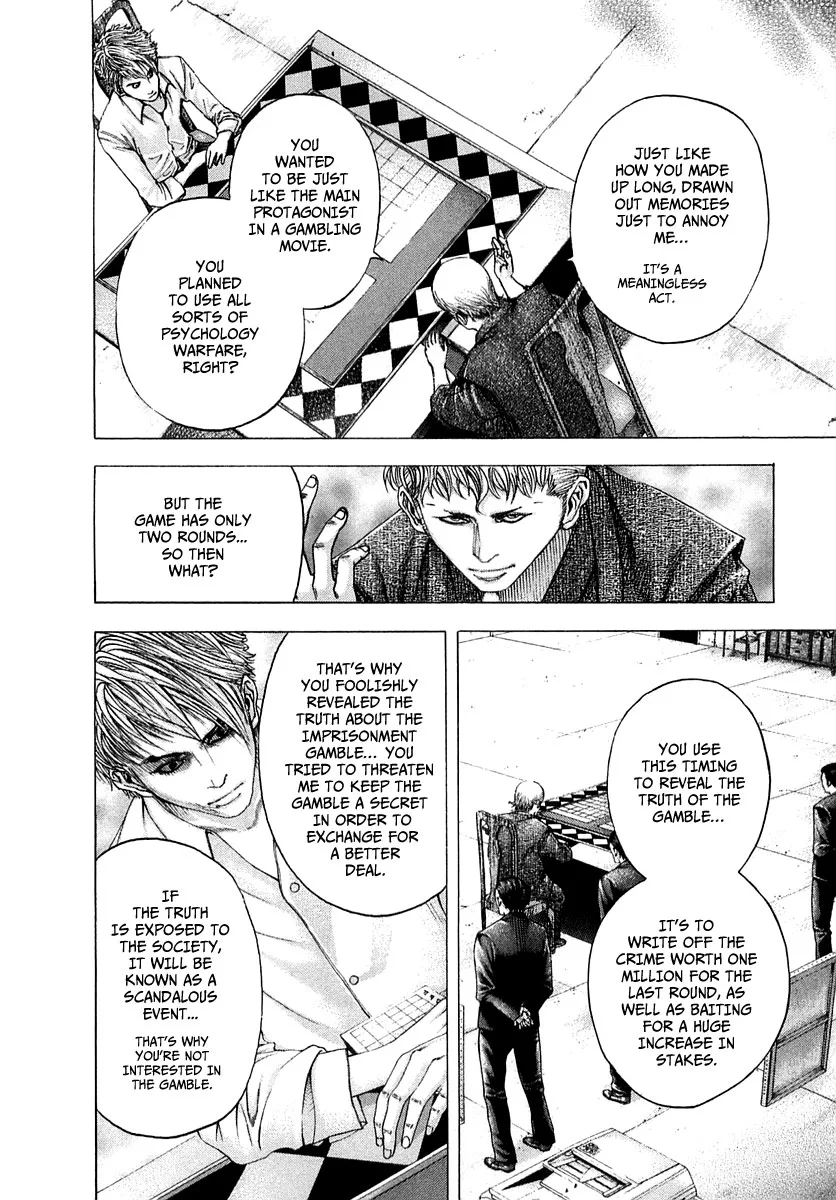 JUST LIKE
HOW YOU MADE
UP LONG, DRAWN
OUT MEMORIES
JUST TO ANNOY
ME...
IT'S A
MEANINGLESS
ACT.
YOU
WANTED
TO BE JUST
LIKE THE MAIN
PROTAGONIST
IN A GAMBLING
MOVIE.
YOU
PLANNED
TO USE ALL
SORTS OF
PSYCHOLOGY
WARFARE,
RIGHT?
BUT THE
GAME HAS ONLY
TWO ROUNDS...
SO THEN
WHAT?
YOU USE
THIS TIMING
TO REVEAL THE
TRUTH OF THE
GAMBLE...
IT'S TO
WRITE OFF THE
CRIME WORTH ONE
MILLION FOR THE
LAST ROUND, AS
WELL AS BAITING
FOR A HUGE
INCREASE IN
STAKES.
THAT'S WHY
YOU FOOLISHLY
REVEALED THE
TRUTH ABOUT THE
IMPRISONMENT
GAMBLE... YOU
TRIED TO THREATEN
ME TO KEEP THE
GAMBLE A SECRET
IN ORDER TO
EXCHANGE FOR
A BETTER
DEAL.
IF
THE TRUTH
IS EXPOSED TO
THE SOCIETY,
IT WILL BE
KNOWN AS A
SCANDALOUS
EVENT...
THAT'S WHY
YOU'RE NOT
INTERESTED IN
THE GAMBLE.